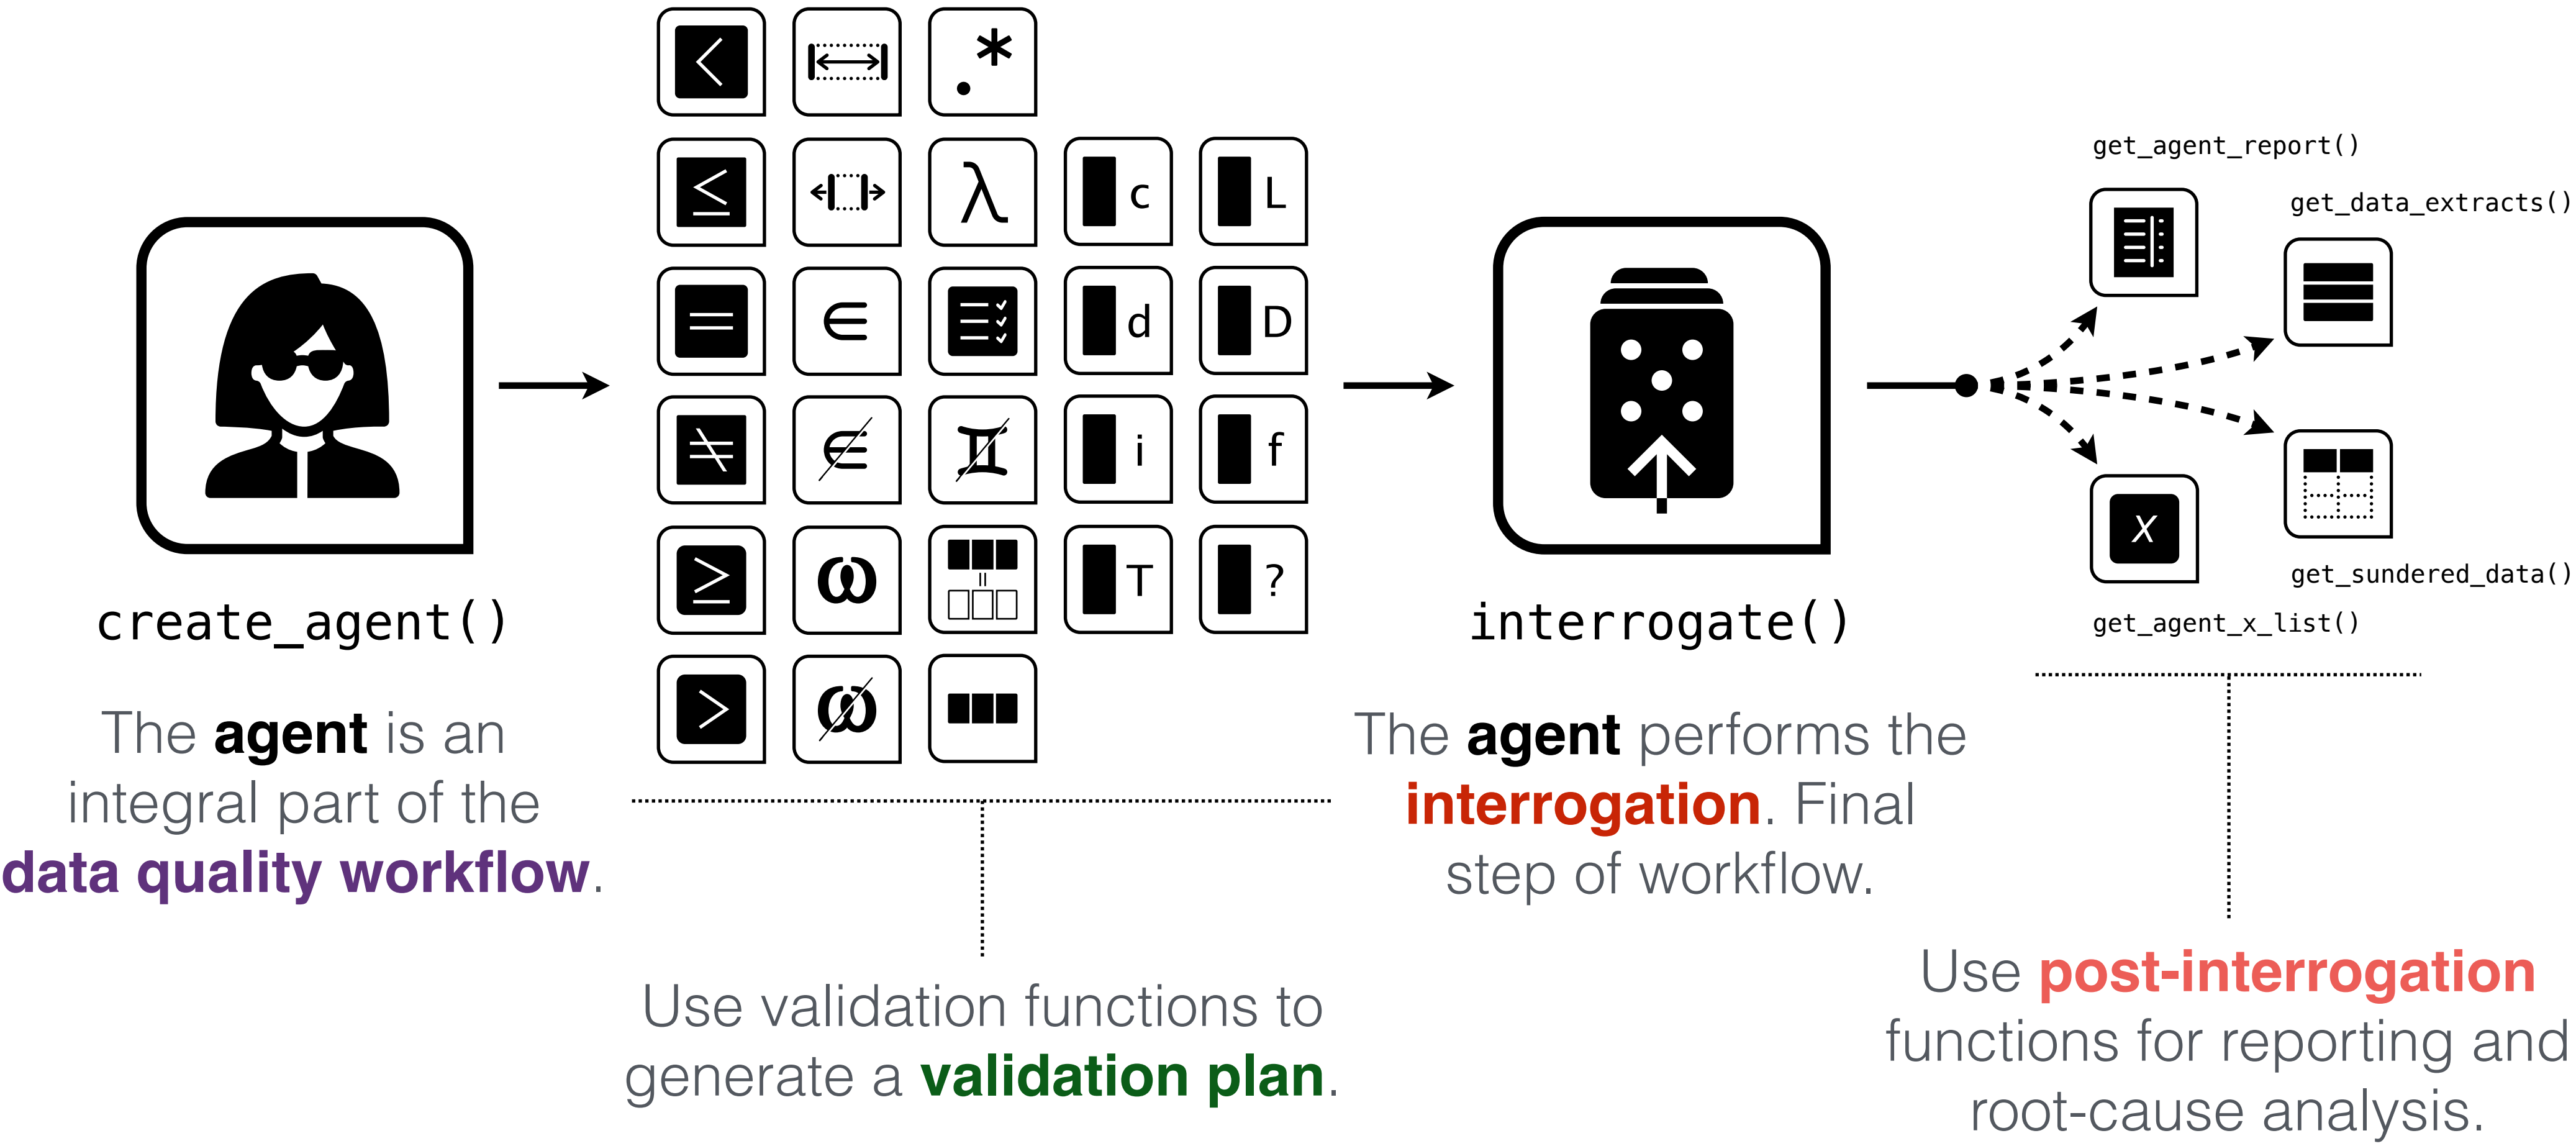 < .*
≤ λ c L
= ∈ d D
≠ ∉ i f
≥ ω T ?
> ω
create_agent()
The agent is an
integral part of the
data quality workflow.
Use validation functions to
generate a validation plan.
interrogate()
The agent performs the
interrogation. Final
step of workflow.
get_agent_report()
get_data_extracts()
x
get_sundered_data()
get_agent_x_list()
Use post-interrogation
functions for reporting and
root-cause analysis.